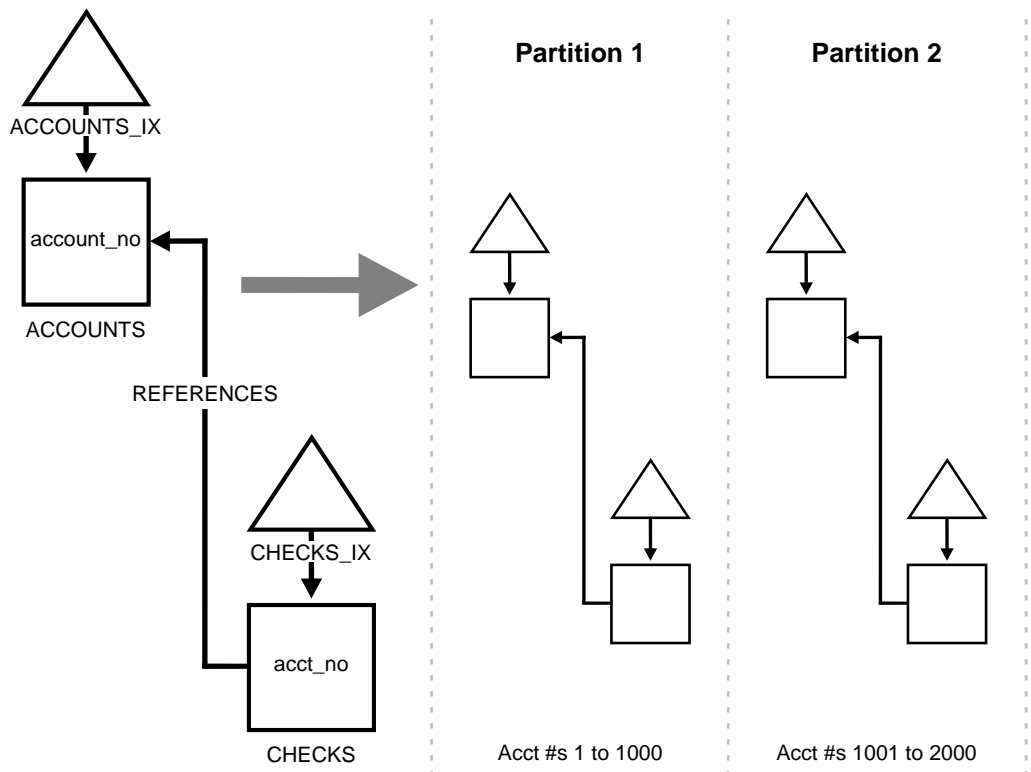 ACCOUNTS_IX
account_no
ACCOUNTS
REFERENCES
CHECKS_IX
acct_no
CHECKS
Partition 1
Acct #s 1 to 1000
Partition 2
Acct #s 1001 to 2000